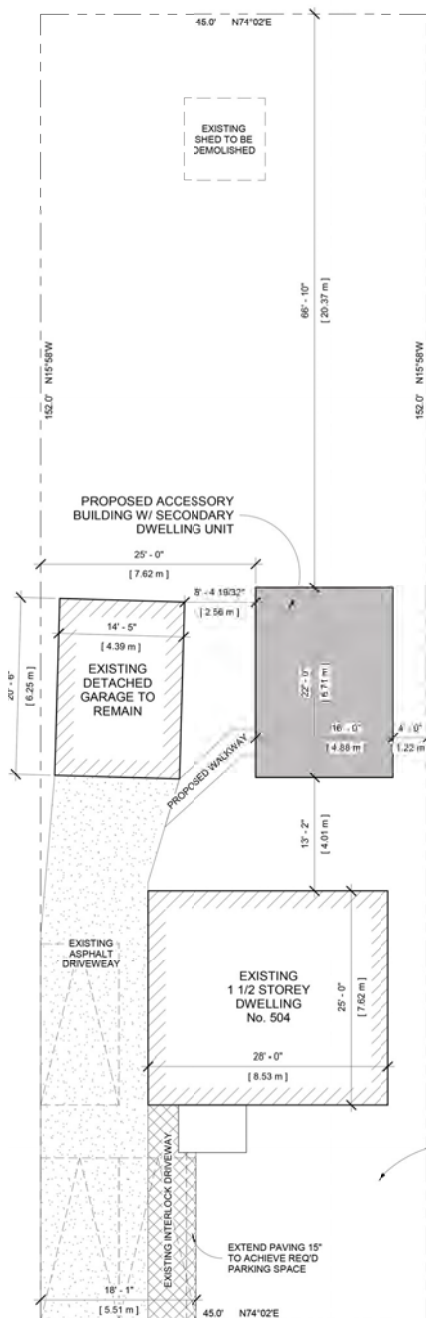 45.0' N74°02'E
EXISTING
SHED TO BE
DEMOLISHED
66' - 10"
[ 20.37 m ]
152.0' N15°58'W
152.0' N15°58'W
PROPOSED ACCESSORY
BUILDING W/ SECONDARY
DWELLING UNIT
25' - 0"
[ 7.62 m ]
8' - 4 19/32"
[ 2.56 m ]
14' - 5"
[ 4.39 m ]
20' - 6"
[ 6.25 m ]
EXISTING
DETACHED
GARAGE TO
REMAIN
22' - 0"
[ 6.71 m ]
16' - 0"
[ 4.88 m ]
4' - 0"
1.22 m
PROPOSED WALKWAY
13' - 2"
[ 4.01 m ]
EXISTING
ASPHALT
DRIVEWEAY
EXISTING
1 1/2 STOREY
DWELLING
No. 504
25' - 0"
[ 7.62 m ]
28' - 0"
[ 8.53 m ]
EXISTING INTERLOCK DRIVEWAY
EXTEND PAVING 15"
TO ACHIEVE REQ'D
PARKING SPACE
18' - 1"
[ 5.51 m ]
45.0' N74°02'E